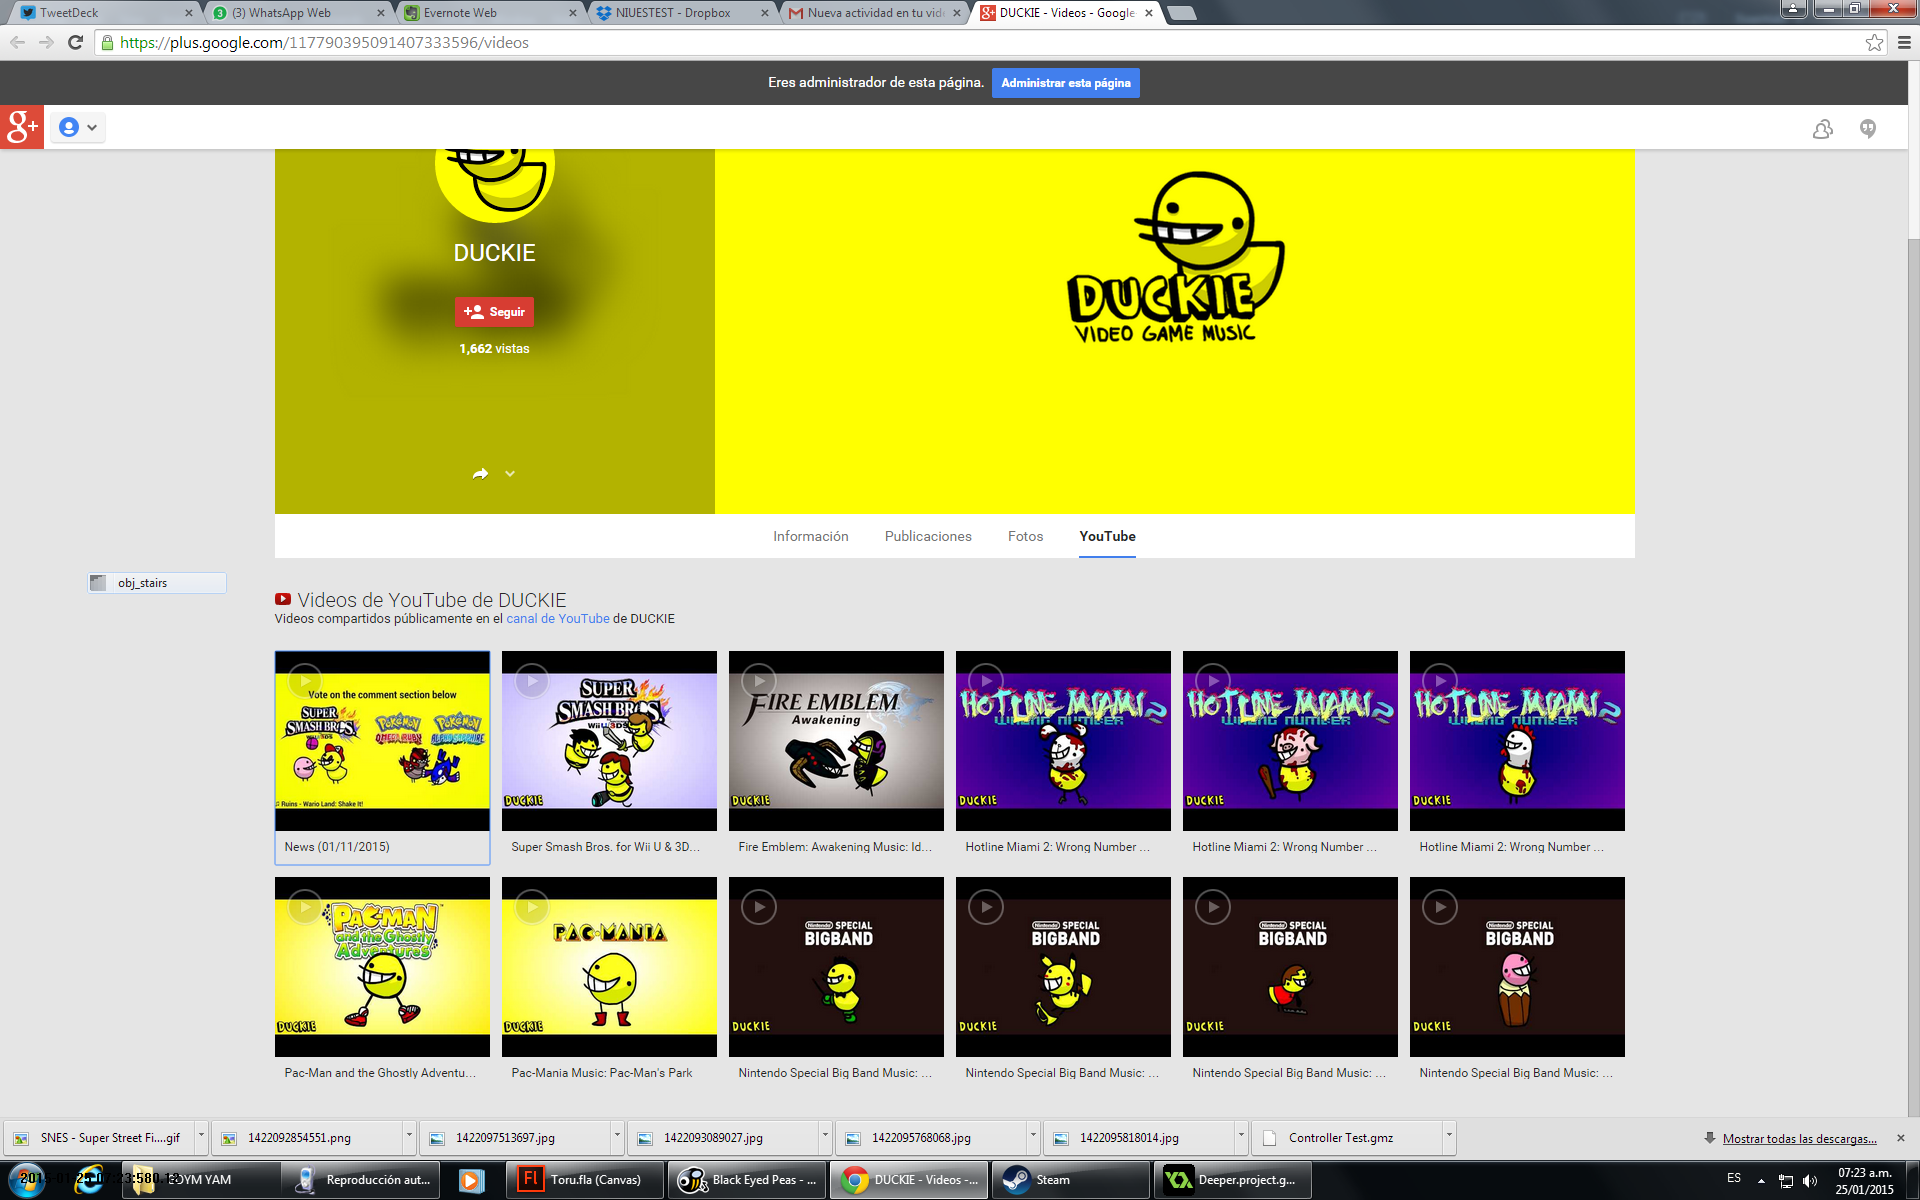 TweetDeck
(3) WhatsApp Web
Evernote Web
NIUESTEST - Dropbox
Nueva actividad en tu vid
DUCKIE - Videos - Google
https://plus.google.com/117790395091407333596/videos
Eres administrador de esta página.
Administrar esta página
g+
DUCKIE
Seguir
1,662 vistas
DUCKIE
VIDEO GAME MUSIC
Información
Publicaciones
Fotos
YouTube
obj_stairs
Videos de YouTube de DUCKIE
Videos compartidos públicamente en el canal de YouTube de DUCKIE
Vote on the comment section below
SUPER SMASH BROS.
POKéMON OMEGA RUBY
POKéMON ALPHA SAPPHIRE
Ruins - Wario Land: Shake It!
SUPER SMASH BROS.
Wii U 3DS
DUCKIE
FIRE EMBLEM
Awakening
DUCKIE
HOTLINE MIAMI 2
WRONG NUMBER
DUCKIE
HOTLINE MIAMI 2
WRONG NUMBER
DUCKIE
HOTLINE MIAMI 2
WRONG NUMBER
DUCKIE
News (01/11/2015)
Super Smash Bros. for Wii U & 3D...
Fire Emblem: Awakening Music: Id...
Hotline Miami 2: Wrong Number ...
Hotline Miami 2: Wrong Number ...
Hotline Miami 2: Wrong Number ...
PAC-MAN
and the Ghostly
Adventures
DUCKIE
PAC-MANIA
DUCKIE
Nintendo SPECIAL
BIGBAND
DUCKIE
Nintendo SPECIAL
BIGBAND
DUCKIE
Nintendo SPECIAL
BIGBAND
DUCKIE
Nintendo SPECIAL
BIGBAND
DUCKIE
Pac-Man and the Ghostly Adventu...
Pac-Mania Music: Pac-Man's Park
Nintendo Special Big Band Music: ...
Nintendo Special Big Band Music: ...
Nintendo Special Big Band Music: ...
Nintendo Special Big Band Music: ...
SNES - Super Street Fi....gif
1422092854551.png
1422097513697.jpg
1422093089027.jpg
1422095768068.jpg
1422095818014.jpg
Controller Test.gmz
Mostrar todas las descargas...
YAM
Reproducción aut...
Toru.fla (Canvas)
Black Eyed Peas - ...
DUCKIE - Videos -...
Steam
Deeper.project.g...
ES
07:23 a.m.
25/01/2015